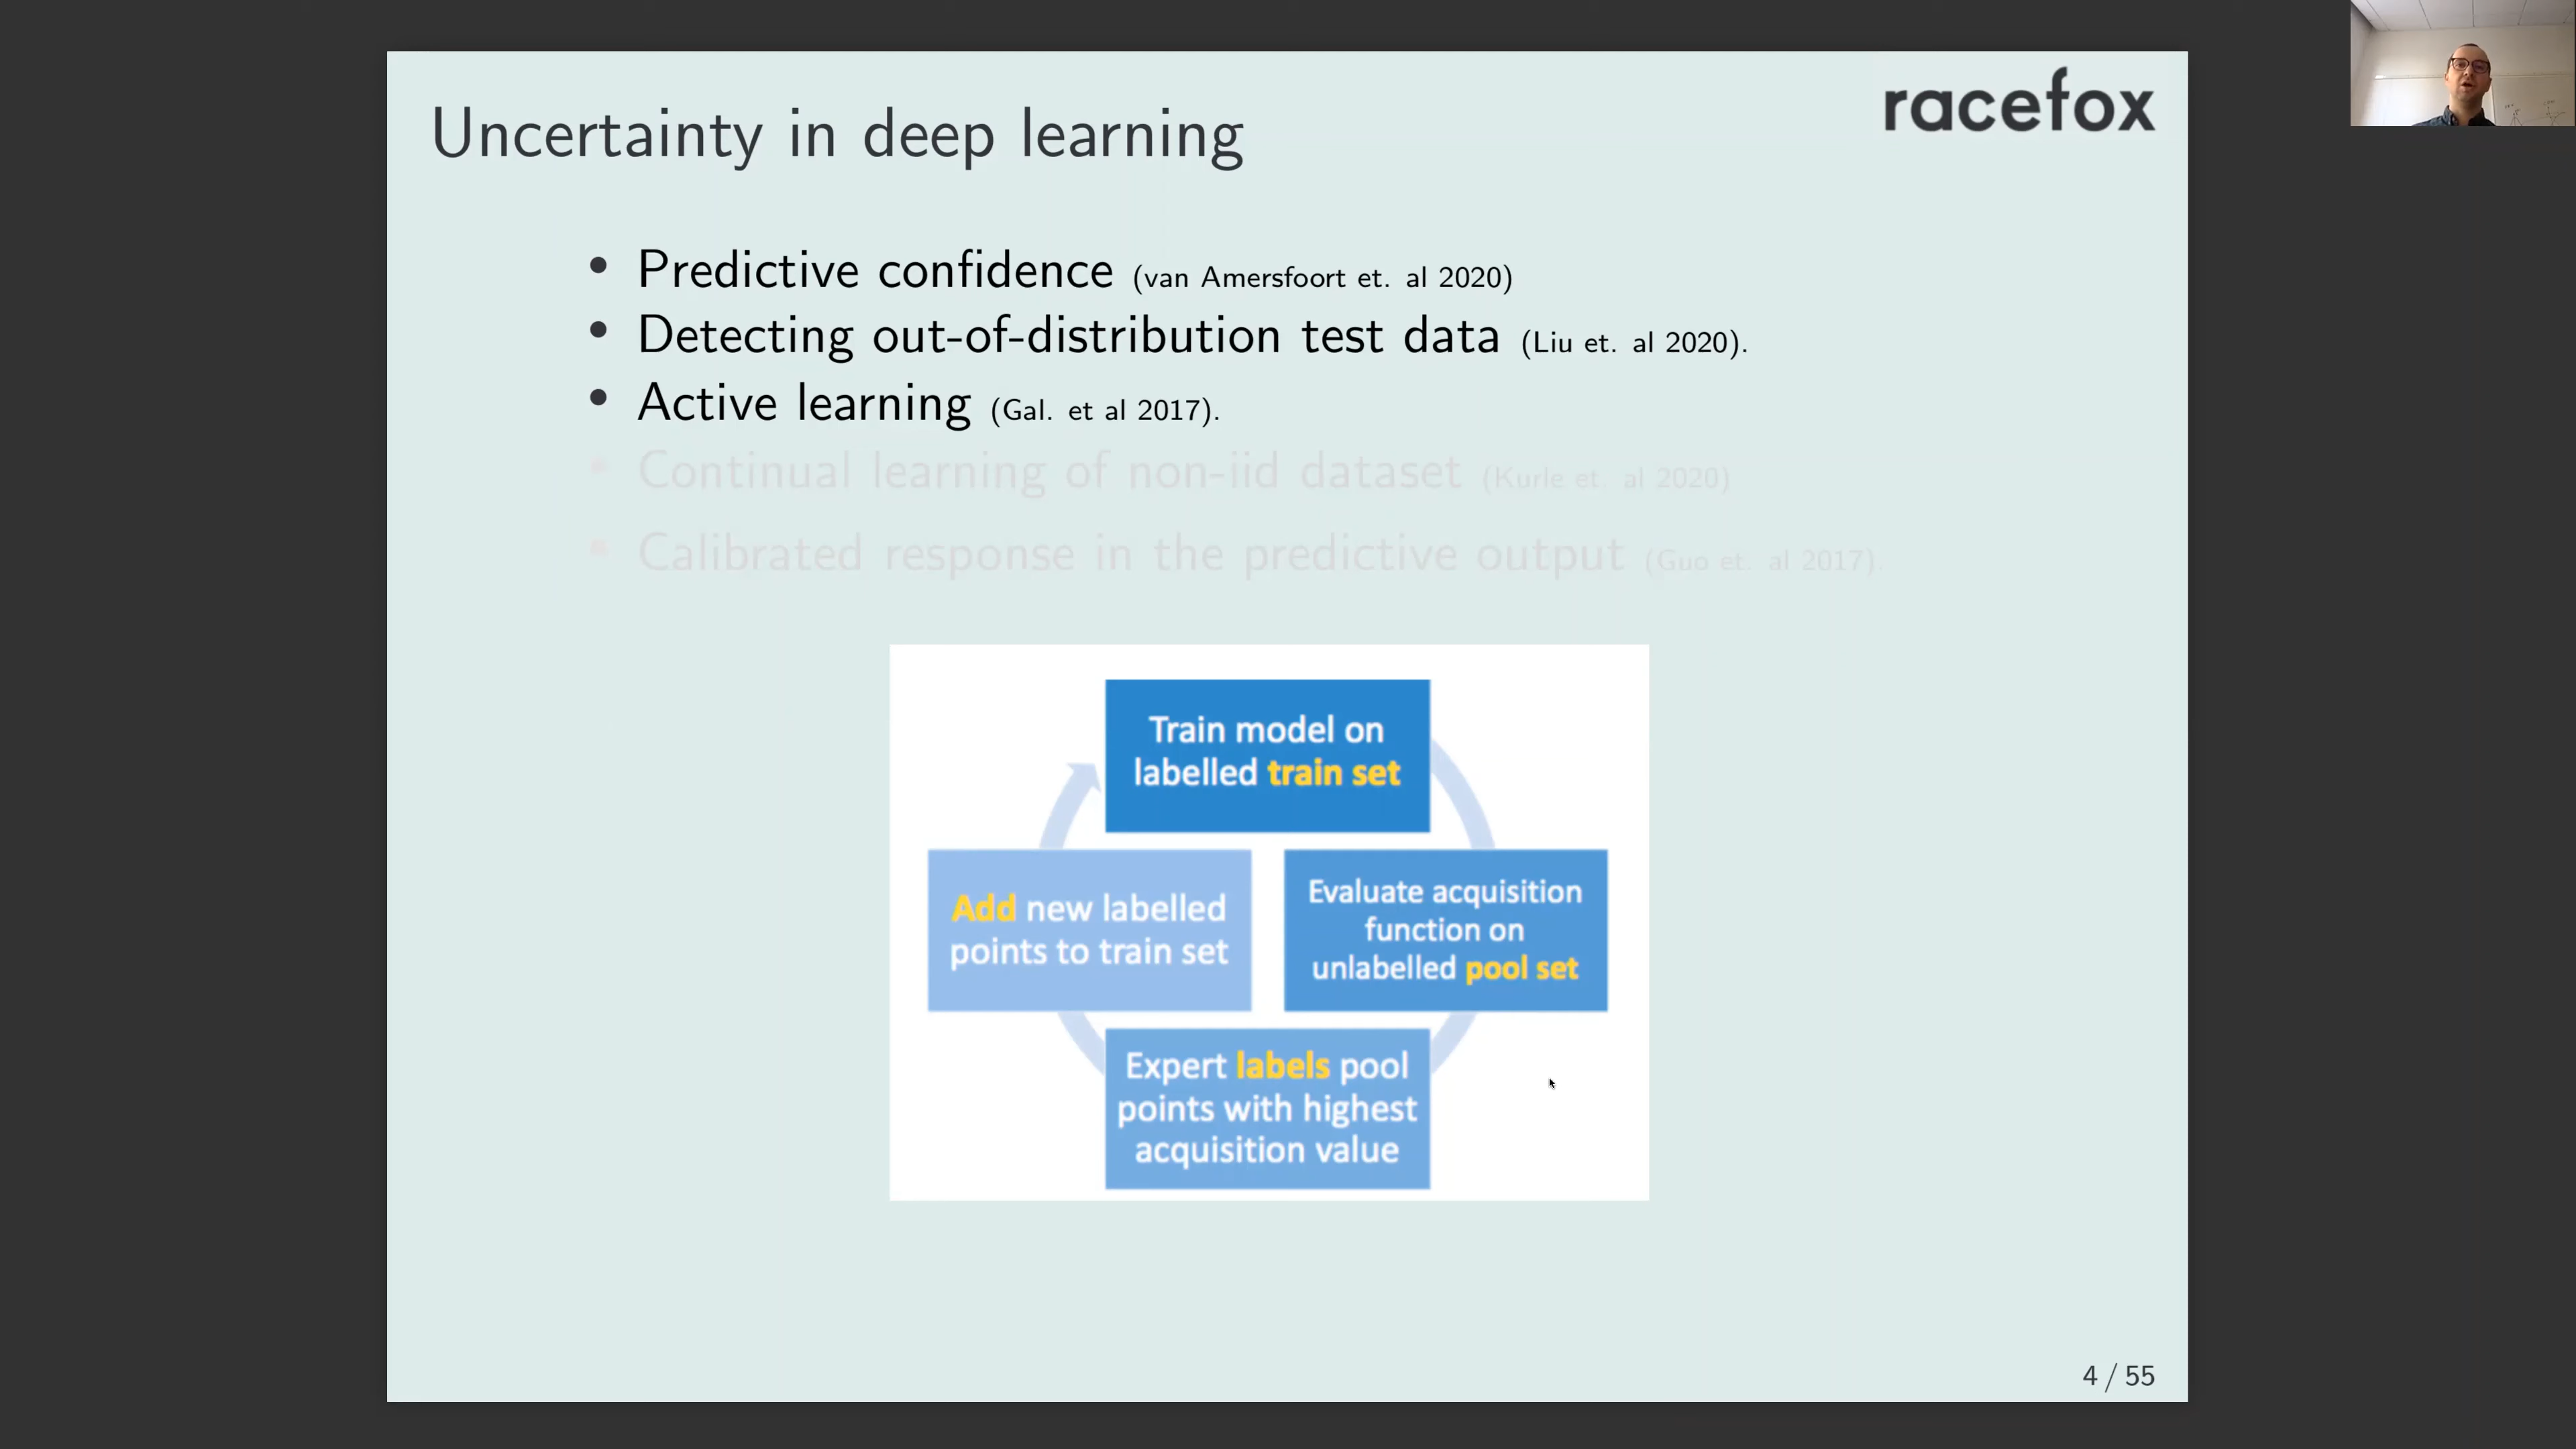 racefox
Uncertainty in deep learning
• Predictive confidence (van Amersfoort et. al 2020)
• Detecting out-of-distribution test data (Liu et. al 2020).
• Active learning (Gal. et al 2017).
• Continual learning of non-iid dataset (Kurle et. al 2020)
• Calibrated response in the predictive output (Guo et. al 2017).
Train model on
labelled train set
Evaluate acquisition
function on
unlabelled pool set
Expert labels pool
points with highest
acquisition value
Add new labelled
points to train set
4 / 55